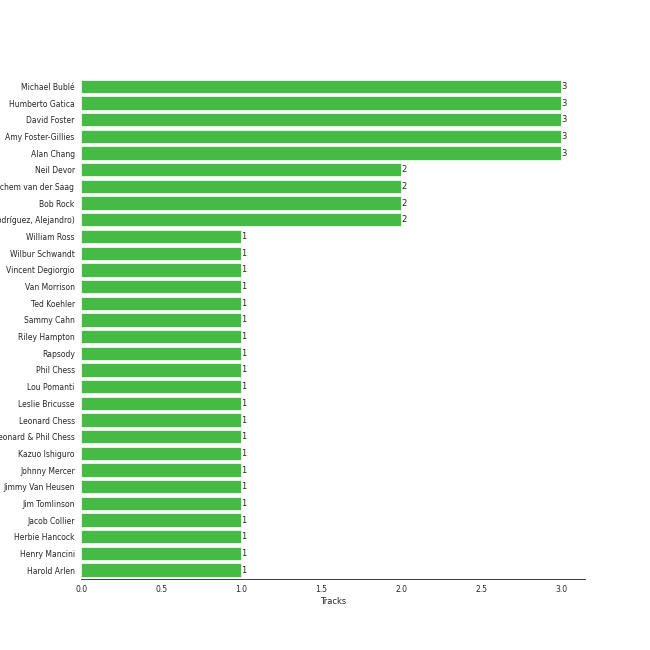 Michael Bublé 3
Humberto Gatica 3
David Foster 3
Amy Foster-Gillies 3
Alan Chang 3
Neil Devor 2
van der Saag 2
Bob Rock 2
Alejandro) 2
William Ross 1
Wilbur Schwandt 1
Vincent Degiorgio 1
Van Morrison 1
Ted Koehler 1
Sammy Cahn 1
Riley Hampton 1
Rapsody 1
Phil Chess 1
Lou Pomanti 1
Leslie Bricusse 1
Leonard Chess 1
& Phil Chess 1
Kazuo Ishiguro 1
Johnny Mercer 1
Jimmy Van Heusen 1
Jim Tomlinson 1
Jacob Collier 1
Herbie Hancock 1
Henry Mancini 1
Harold Arlen 1
0.0 0.5 1.0 1.5 2.0 2.5 3.0
Tracks